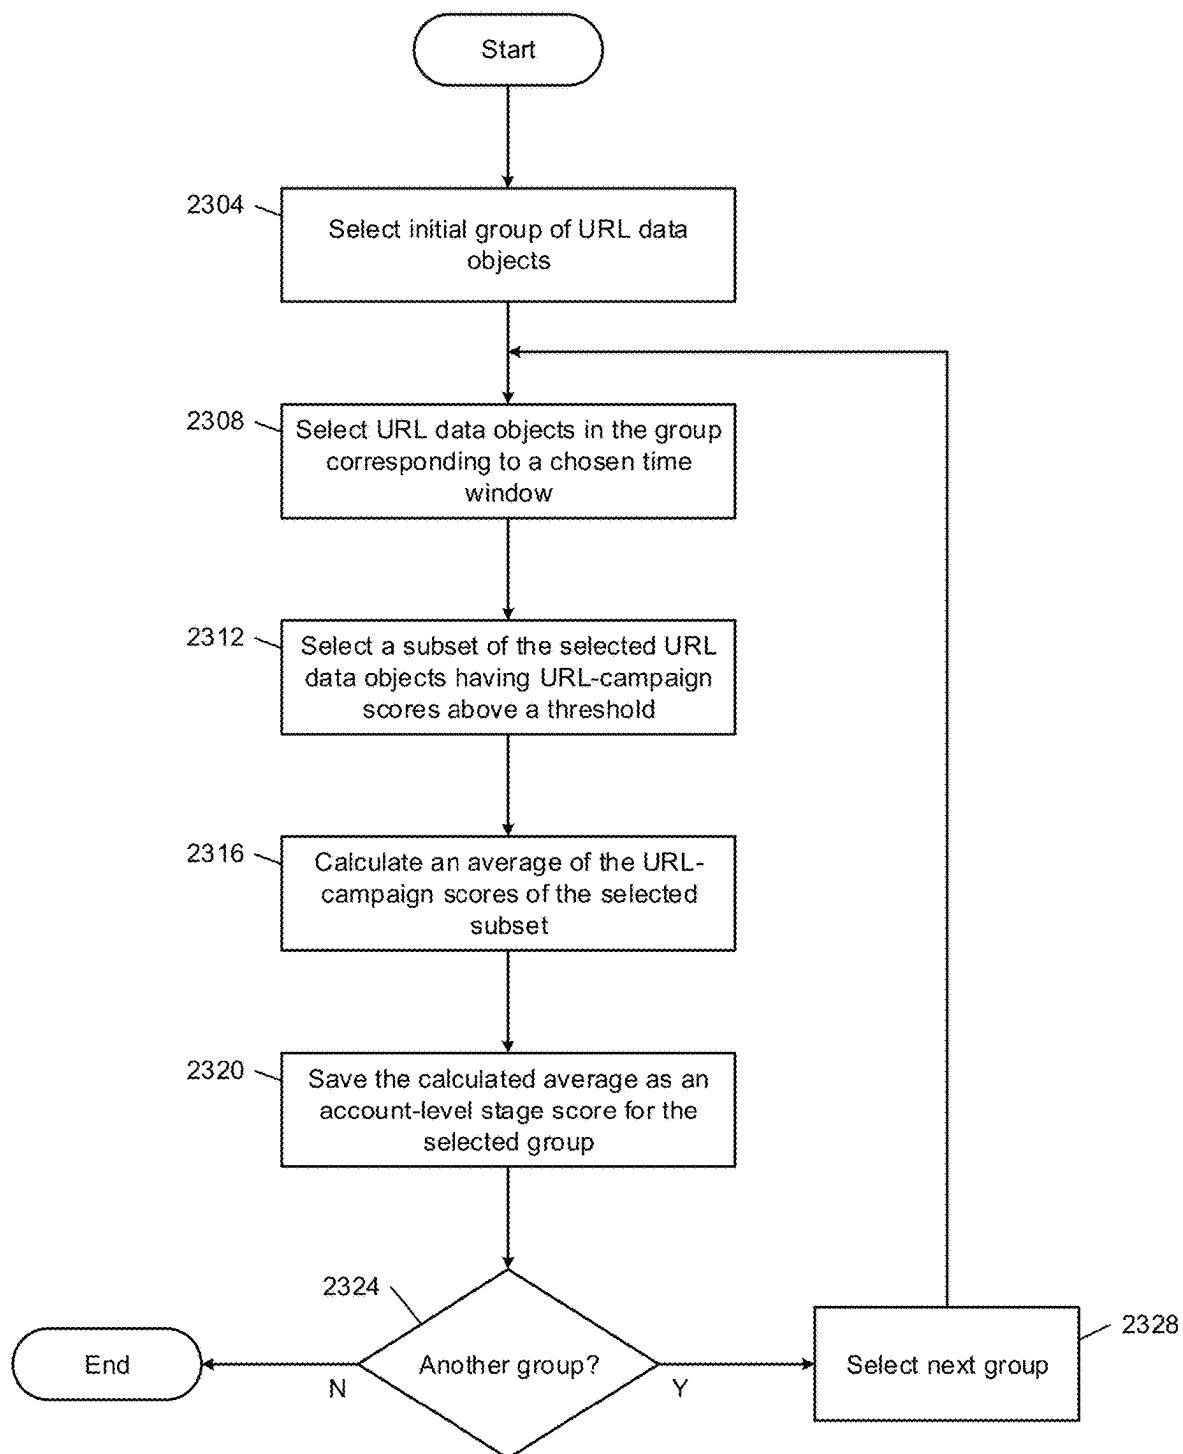 Start
2304
Select initial group of URL data
objects
2308
Select URL data objects in the group
corresponding to a chosen time
window
2312
Select a subset of the selected URL
data objects having URL-campaign
scores above a threshold
2316
Calculate an average of the URL-
campaign scores of the selected
subset
2320
Save the calculated average as an
account-level stage score for the
selected group
2324
2328
End
N
Another group?
Y
Select next group